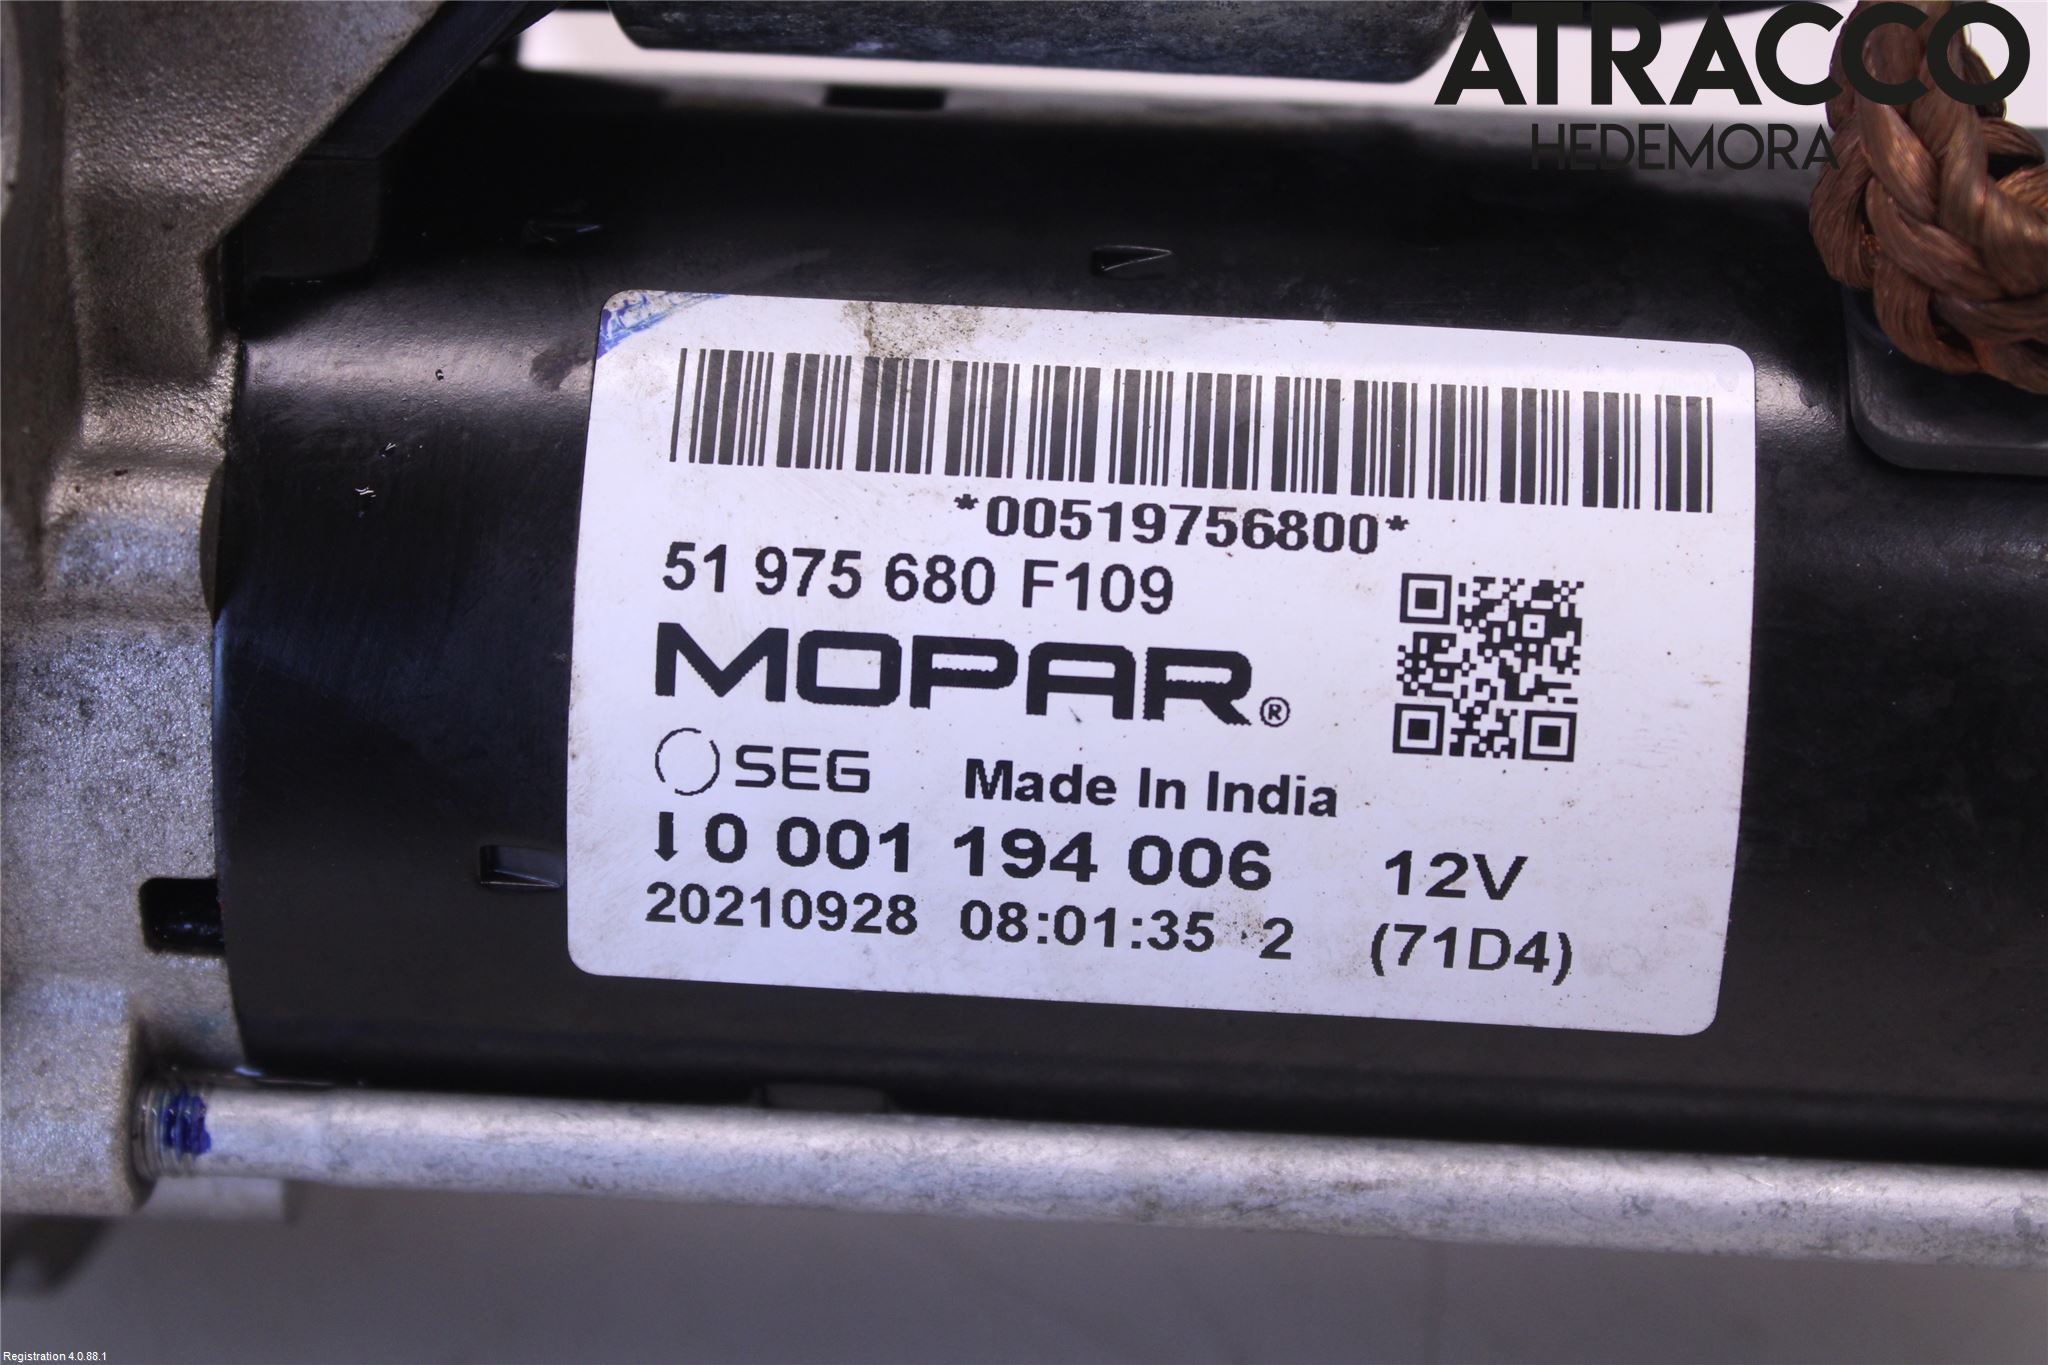 ATRACCO
HEDEMORA
*00519756800*
51 975 680 F109
MOPAR®
SEG Made In India
0 001 194 006 12V
20210928 08:01:35 2 (71D4)
Registration 4.0.88.1